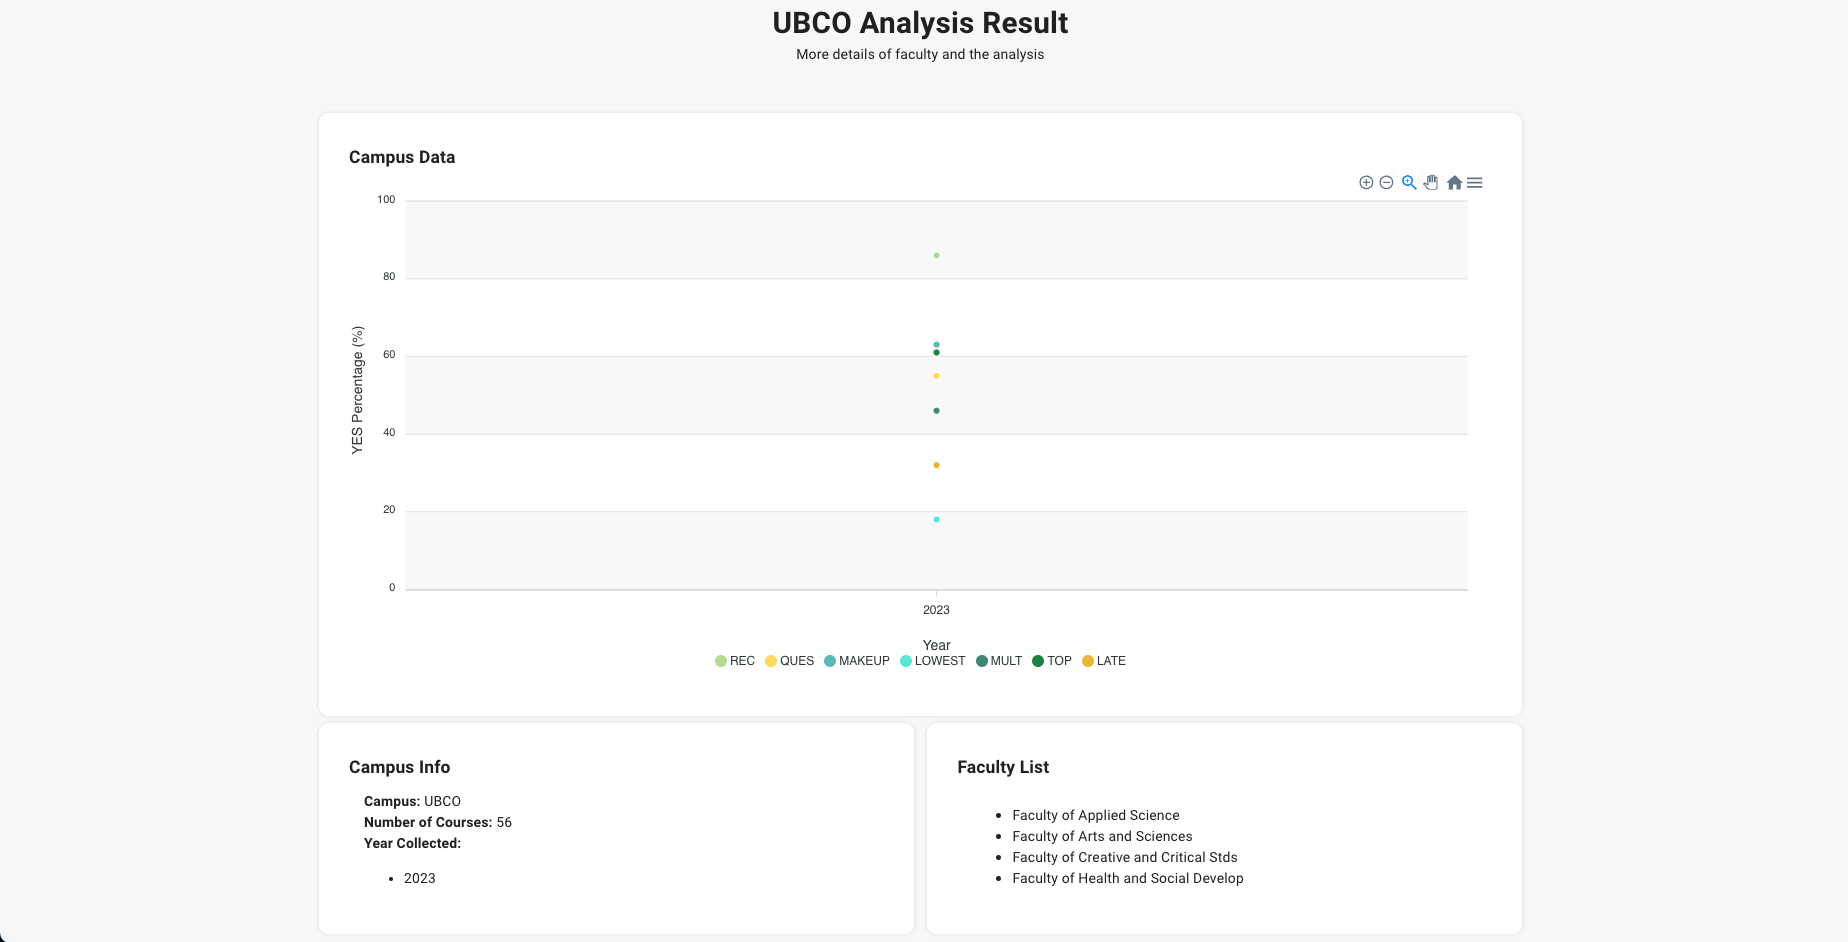 UBCO Analysis Result
More details of faculty and the analysis
Campus Data
100
80
60
40
20
0
YES Percentage (%)
2023
Year
REC QUES MAKEUP LOWEST MULT TOP LATE
Campus Info
Campus: UBCO
Number of Courses: 56
Year Collected:
2023
Faculty List
Faculty of Applied Science
Faculty of Arts and Sciences
Faculty of Creative and Critical Stds
Faculty of Health and Social Develop